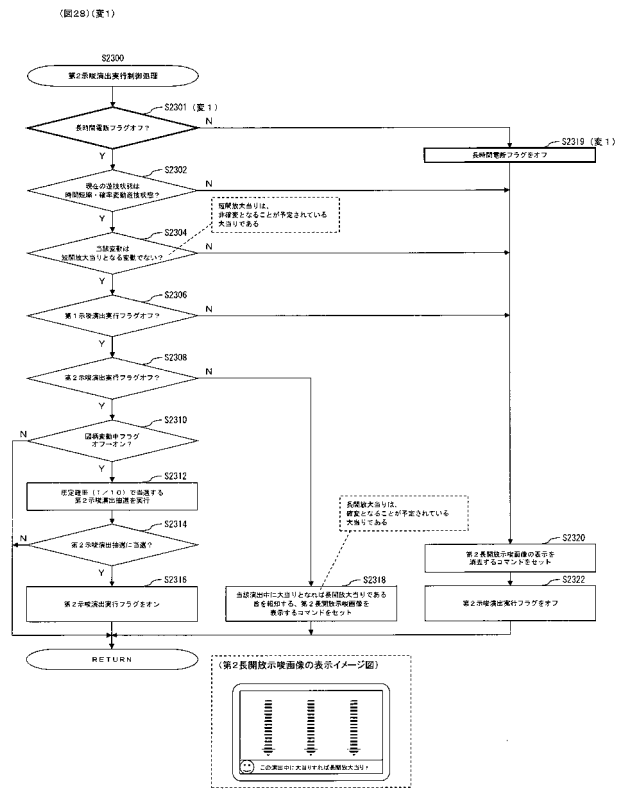 (図28)(変1)
S2300
第2示唆演出実行制御処理
S2301 (変1)
長時間電断フラグオフ?
N
Y
S2319 (変1)
長時間電断フラグをオフ
S2302
現在の遊技状態は
時間短縮・確率変動遊技状態?
N
Y
短開放大当りは、
非確変となることが予定されている
大当りである
S2304
当該変動は
短開放大当りとなる変動でない?
N
Y
S2306
第1示唆演出実行フラグオフ?
N
Y
S2308
第2示唆演出実行フラグオフ?
N
Y
S2310
図柄変動中フラグ
オフ→オン?
N
Y
S2312
所定確率(1/10)で当選する
第2示唆演出抽選を実行
S2314
第2示唆演出抽選に当選?
N
Y
長開放大当りは、
確変となることが予定されている
大当りである
S2320
第2長開放示唆画像の表示を
消去するコマンドをセット
S2316
第2示唆演出実行フラグをオン
S2318
当該演出中に大当りとなれば長開放大当りである
旨を報知する、第2長開放示唆画像を
表示するコマンドをセット
S2322
第2示唆演出実行フラグをオフ
RETURN
(第2長開放示唆画像の表示イメージ図)
この演出中に大当りすれば長開放大当り?